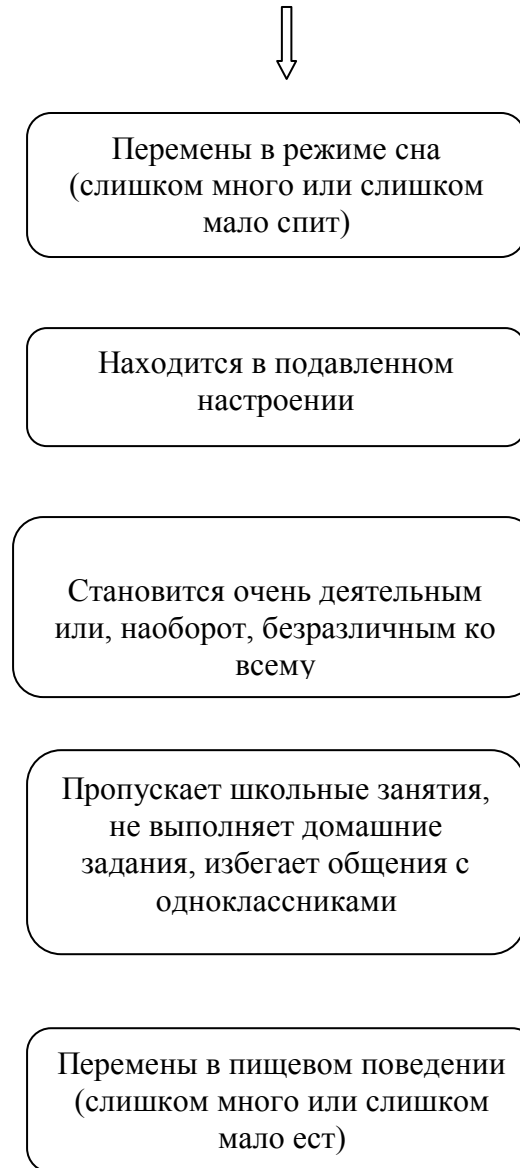 Перемены в режиме сна
(слишком много или слишком
мало спит)
Находится в подавленном
настроении
Становится очень деятельным
или, наоборот, безразличным ко
всему
Пропускает школьные занятия,
не выполняет домашние
задания, избегает общения с
одноклассниками
Перемены в пищевом поведении
(слишком много или слишком
мало ест)